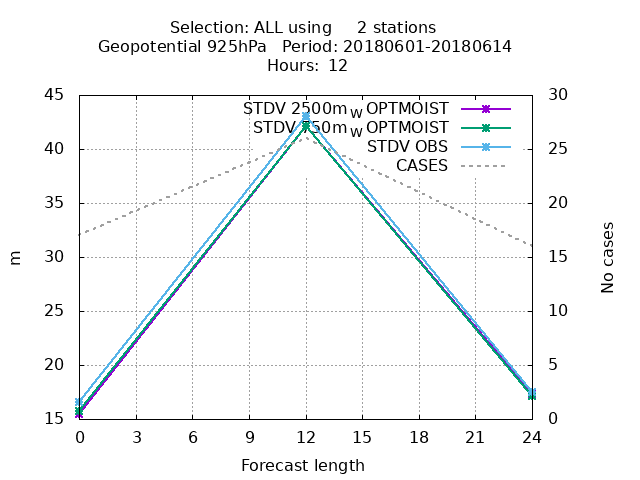 Selection: ALL using     2 stations
Geopotential 925hPa   Period: 20180601-20180614
Hours: 12
STDV 2500m W OPTMOIST
STDV W OPTMOIST
STDV OBS
CASES
45
40
35
30
25
20
15
30
25
20
15
10
5
0
m
No cases
0 3 6 9 12 15 18 21 24
Forecast length